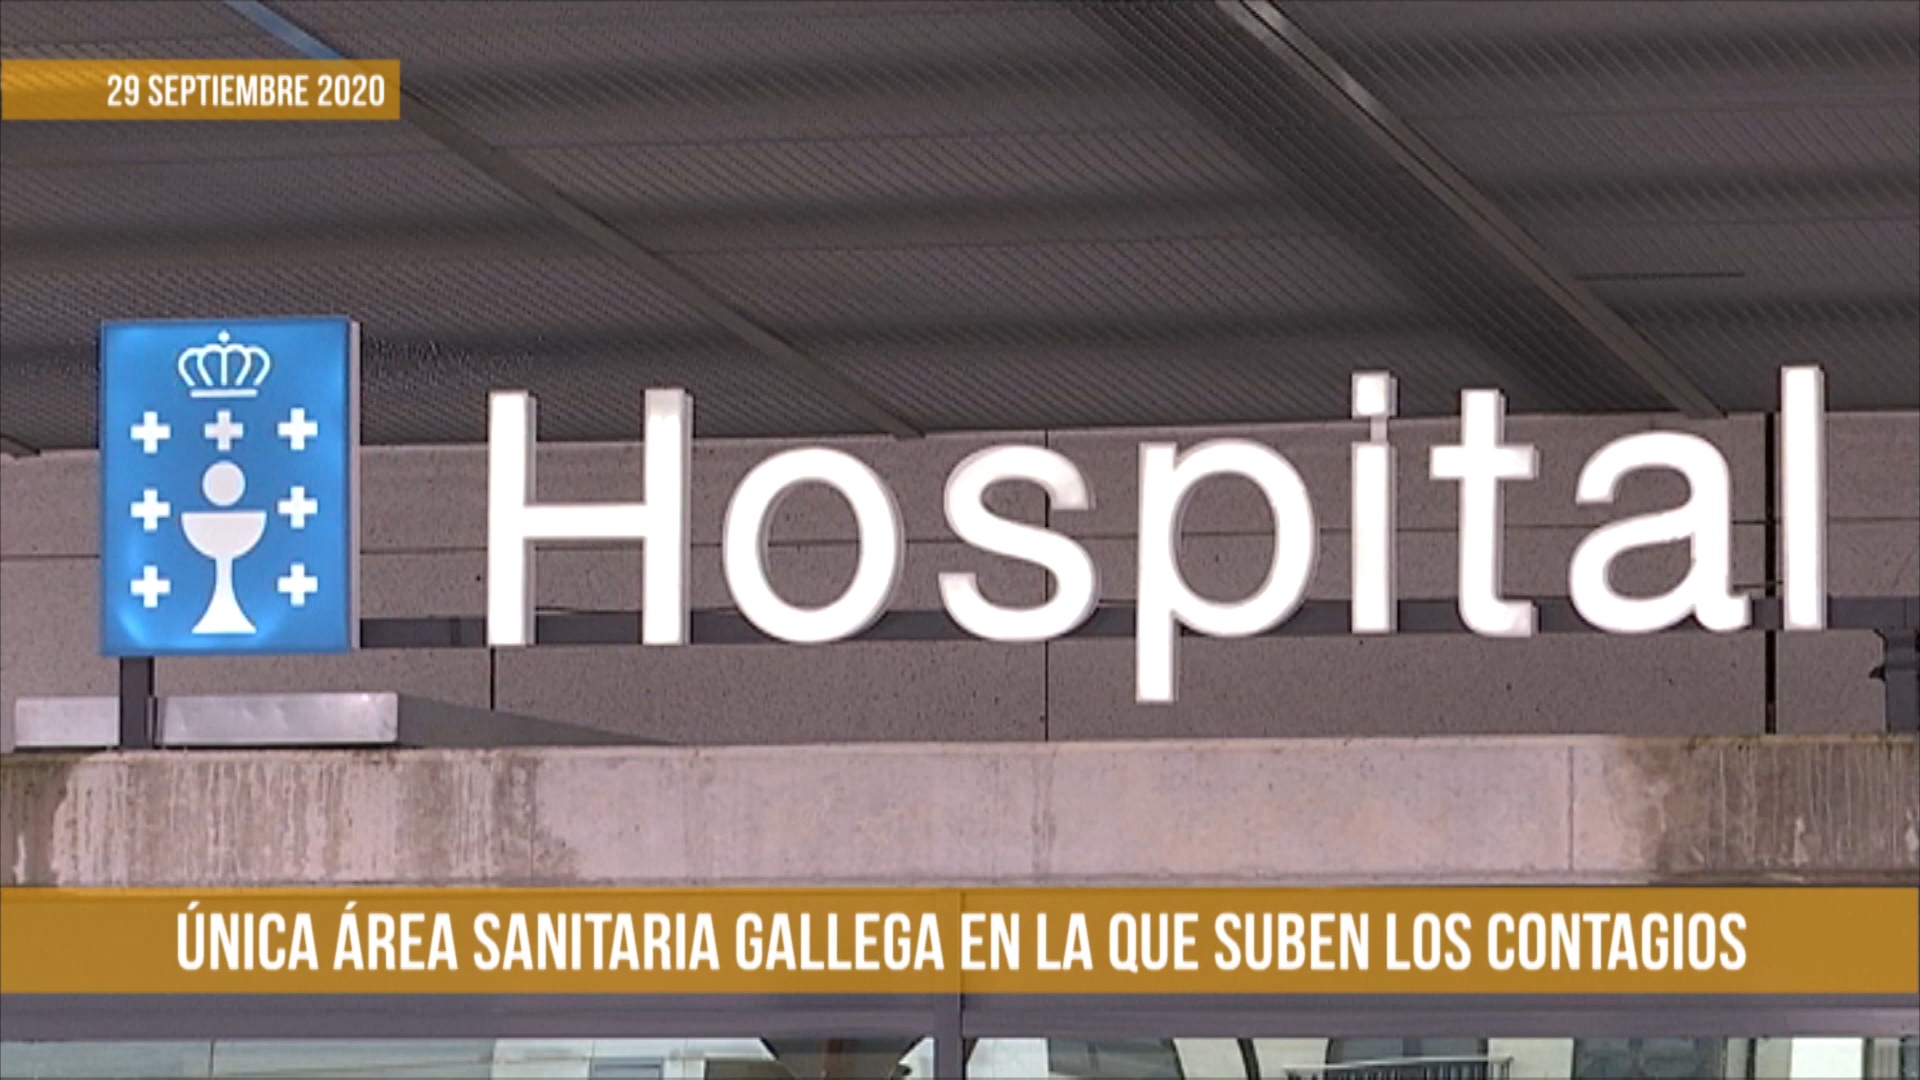 29 SEPTIEMBRE 2020
Hospital
ÚNICA ÁREA SANITARIA GALLEGA EN LA QUE SUBEN LOS CONTAGIOS